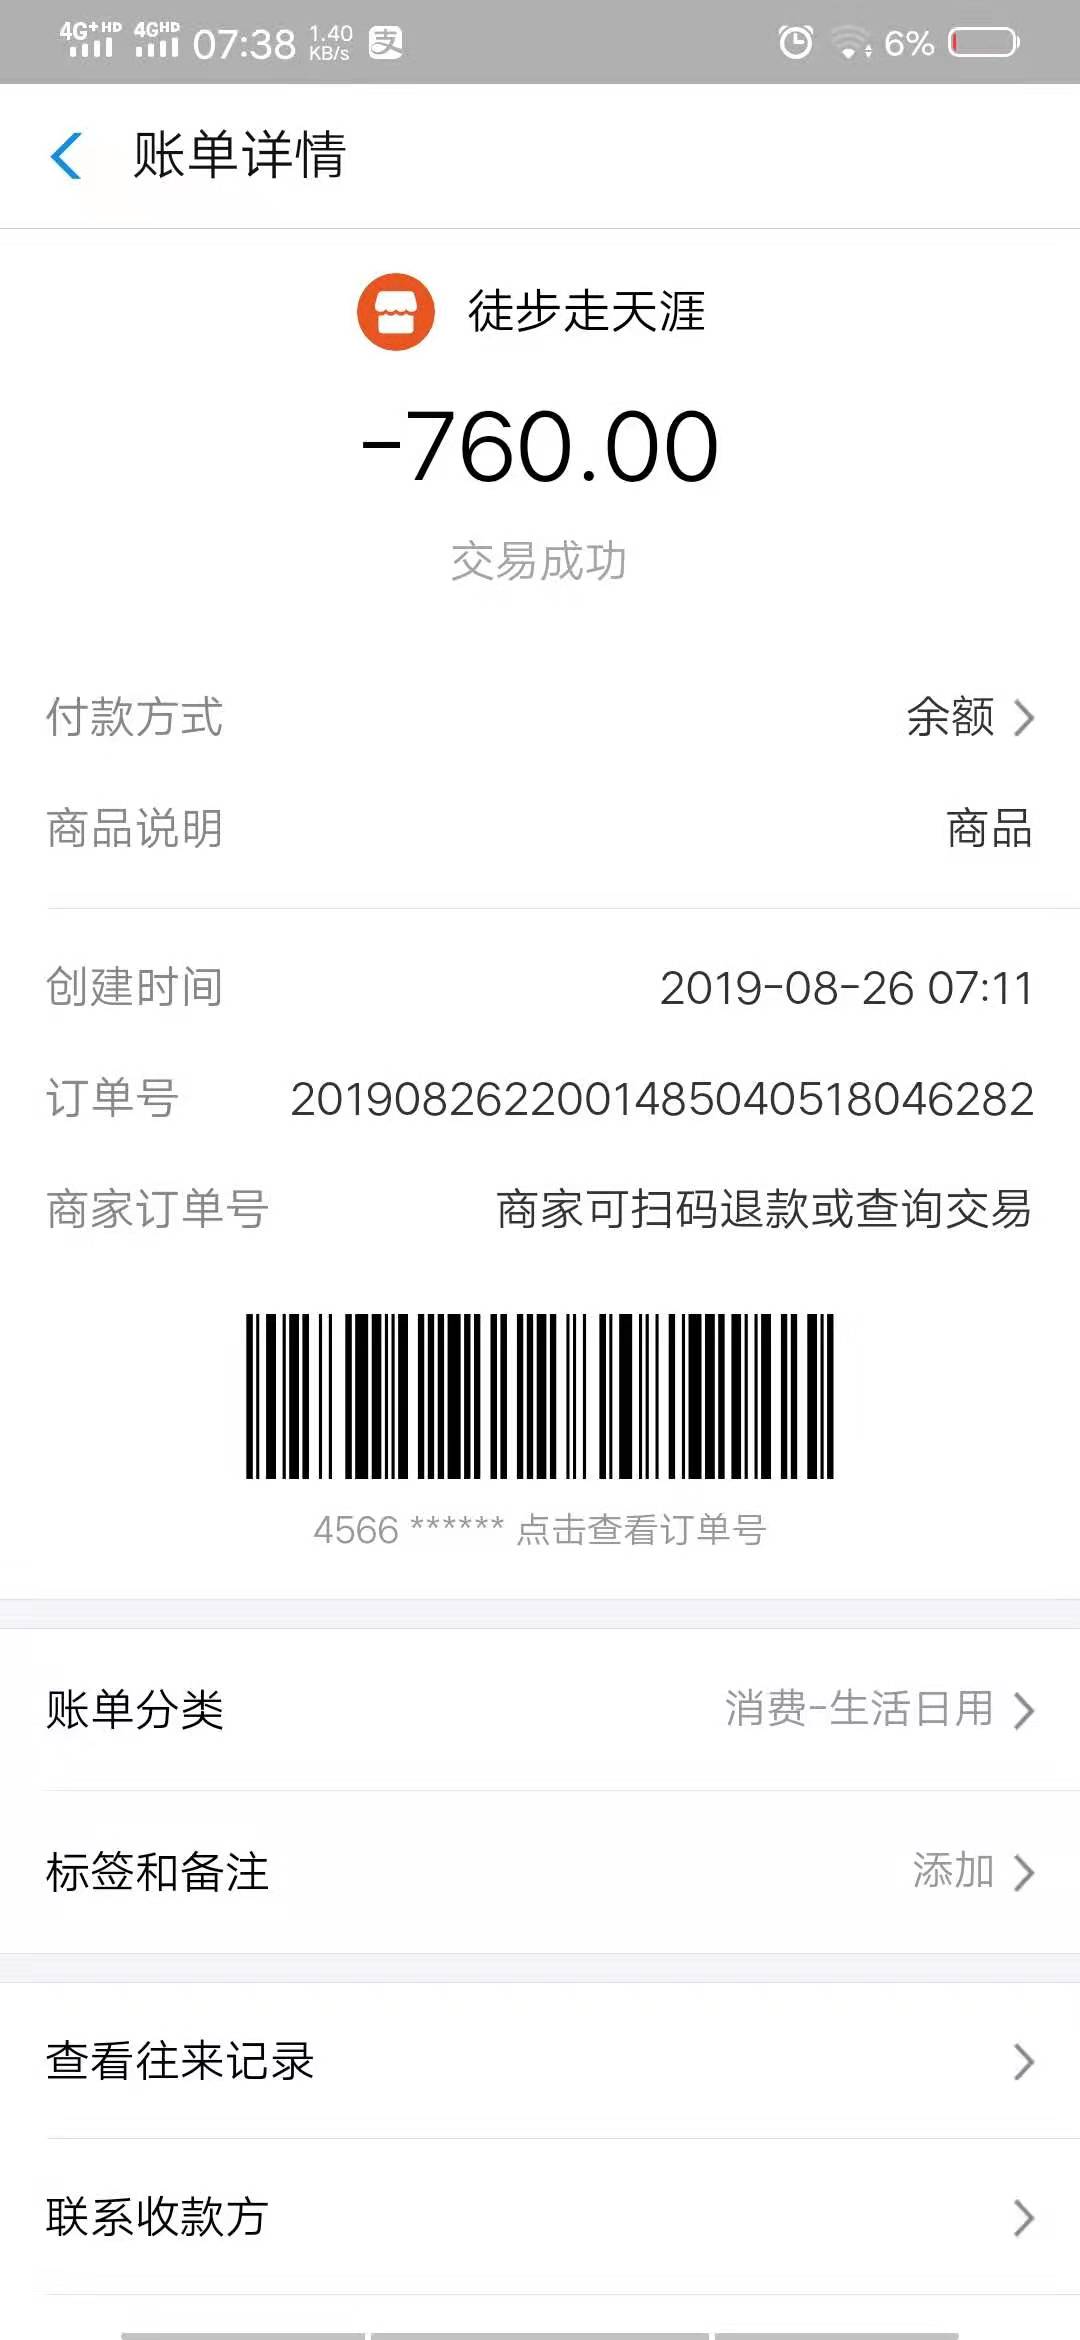 4G+HD 4GHD 07:38 1.40 KB/s 支 6%
账单详情
徒步走天涯
-760.00
交易成功
付款方式 余额
商品说明 商品
创建时间 2019-08-26 07:11
订单号 2019082622001485040518046282
商家订单号 商家可扫码退款或查询交易
4566 ****** 点击查看订单号
账单分类 消费-生活日用
标签和备注 添加
查看往来记录
联系收款方